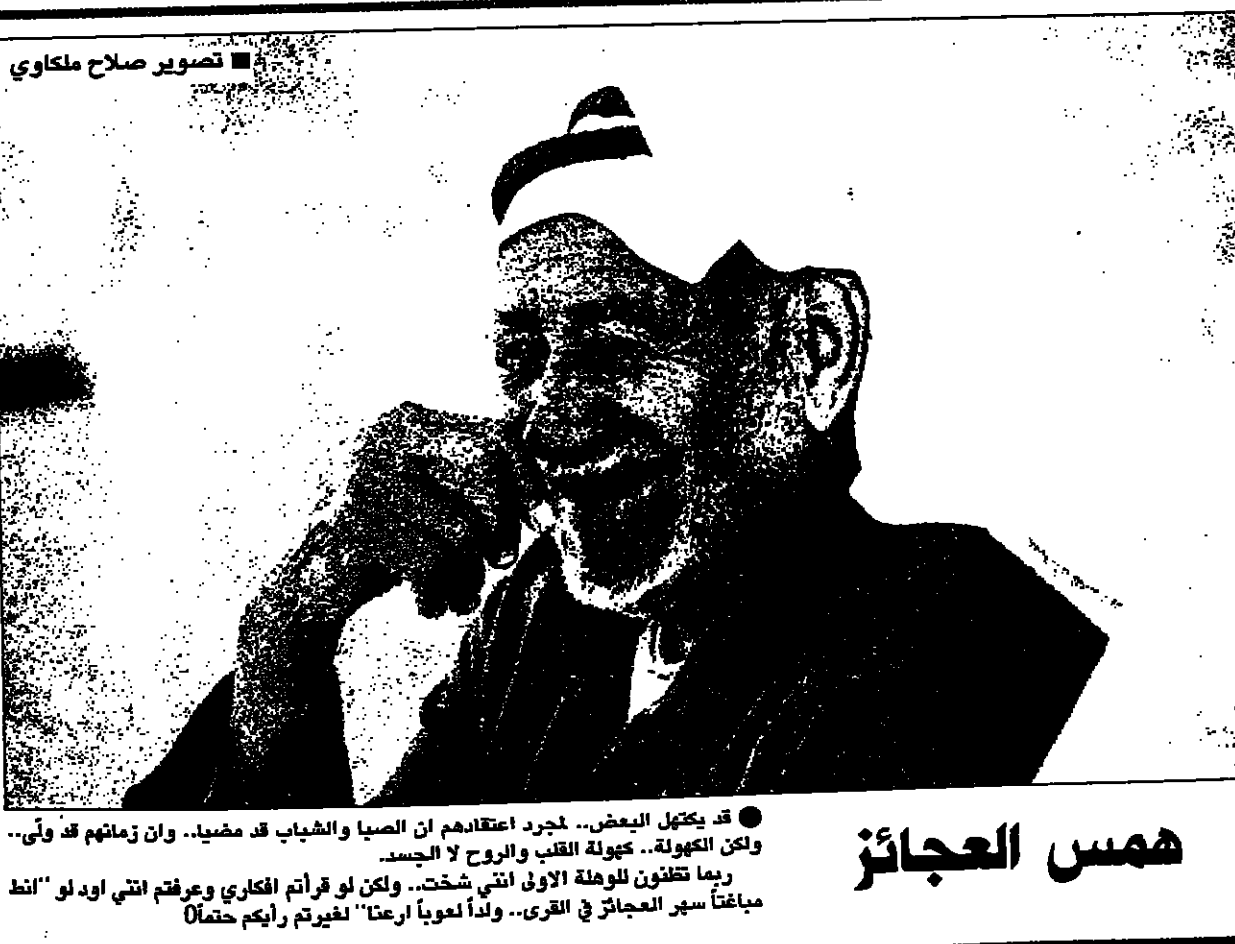 ■ تصوير صلاح ملكاوي
همس العجائز
● قد يكتهل البعض.. لمجرد اعتقادهم ان الصبا والشباب قد مضيا.. وان زمانهم قد ولّى..
ولكن الكهولة.. كهولة القلب والروح لا الجسد.
ربما تظنون للوهلة الاولى انني شخت.. ولكن لو قرأتم افكاري وعرفتم انني اود لو "انط
مباغتاً سهر العجائز في القرى.. ولداً لعوباً ارعنا" لغيرتم رأيكم حتماً0